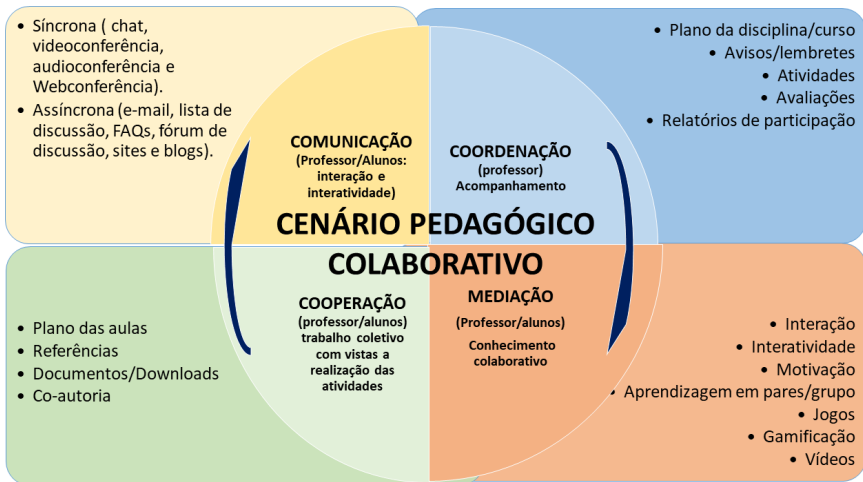 • Síncrona ( chat,
videoconferência,
audioconferência e
Webconferência).
• Assíncrona (e-mail, lista de
discussão, FAQs, fórum de
discussão, sites e blogs).
• Plano da disciplina/curso
• Avisos/lembretes
• Atividades
• Avaliações
• Relatórios de participação
COMUNICAÇÃO
(Professor/Alunos:
interação e
interatividade)
COORDENAÇÃO
(professor)
Acompanhamento
CENÁRIO PEDAGÓGICO
COLABORATIVO
COOPERAÇÃO
(professor/alunos)
trabalho coletivo
com vistas a
realização das
atividades
MEDIAÇÃO
(Professor/alunos)
Conhecimento
colaborativo
• Plano das aulas
• Referências
• Documentos/Downloads
• Co-autoria
• Interação
• Interatividade
• Motivação
• Aprendizagem em pares/grupo
• Jogos
• Gamificação
• Vídeos